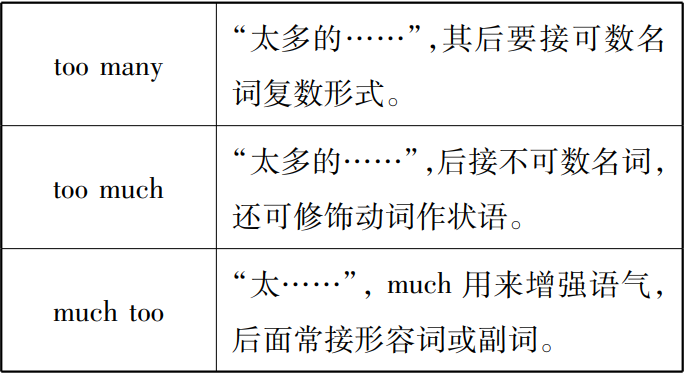 too many
“太多的……”,其后要接可数名
词复数形式。
too much
“太多的……”,后接不可数名词,
还可修饰动词作状语。
much too
“太……”, much 用来增强语气,
后面常接形容词或副词。